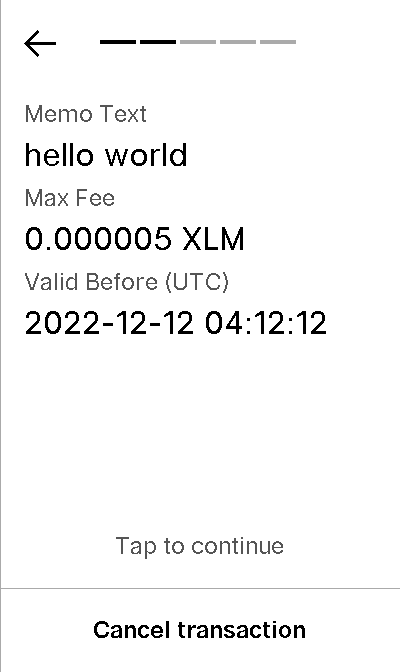 Memo Text
hello world
Max Fee
0.000005 XLM
Valid Before (UTC)
2022-12-12 04:12:12
Tap to continue
Cancel transaction